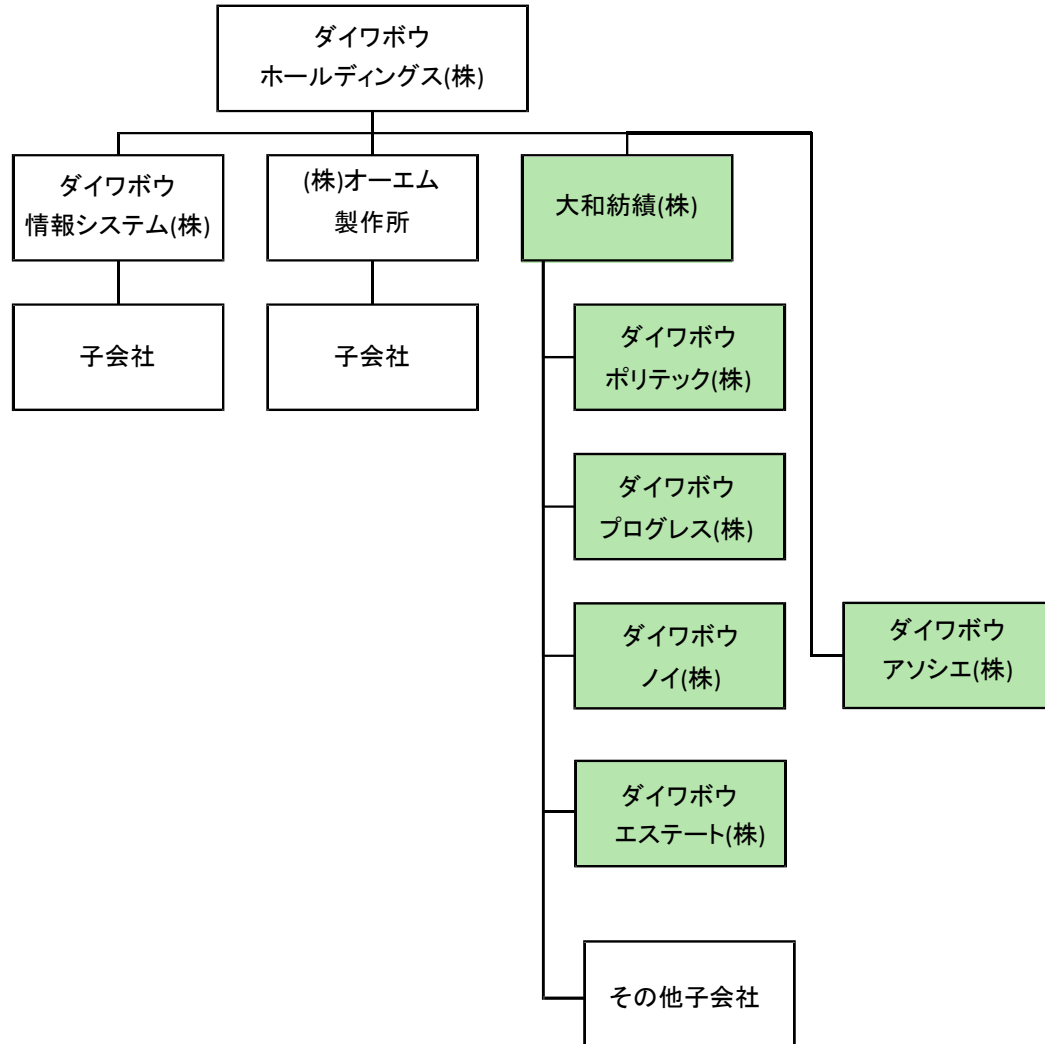 ダイワボウ
ホールディングス(株)
ダイワボウ
情報システム(株)
(株)オーエム
製作所
大和紡績(株)
子会社
子会社
ダイワボウ
ポリテック(株)
ダイワボウ
プログレス(株)
ダイワボウ
ノイ(株)
ダイワボウ
アソシエ(株)
ダイワボウ
エステート(株)
その他子会社